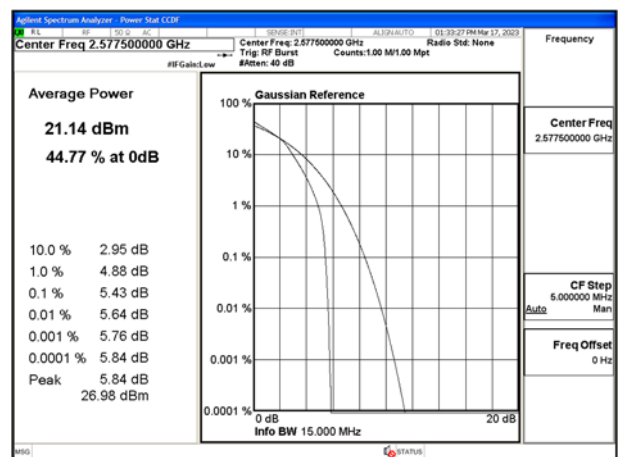 Agilent Spectrum Analyzer - Power Stat CCDF
RL RF 50 Ω AC SENSE:INT ALIGN AUTO 01:33:27 PM Mar 17, 2023
Center Freq 2.577500000 GHz
Center Freq: 2.577500000 GHz Radio Std: None
Trig: RF Burst Counts:1.00 M/1.00 Mpt
#IFGain:Low #Atten: 40 dB
Frequency
Average Power
21.14 dBm
44.77 % at 0dB
10.0 % 2.95 dB
1.0 % 4.88 dB
0.1 % 5.43 dB
0.01 % 5.64 dB
0.001 % 5.76 dB
0.0001 % 5.84 dB
Peak 5.84 dB
26.98 dBm
Gaussian Reference
100 %
10 %
1 %
0.1 %
0.01 %
0.001 %
0.0001 %
0 dB 20 dB
Info BW 15.000 MHz
Center Freq
2.577500000 GHz
CF Step
5.000000 MHz
Auto Man
Freq Offset
0 Hz
MSG STATUS